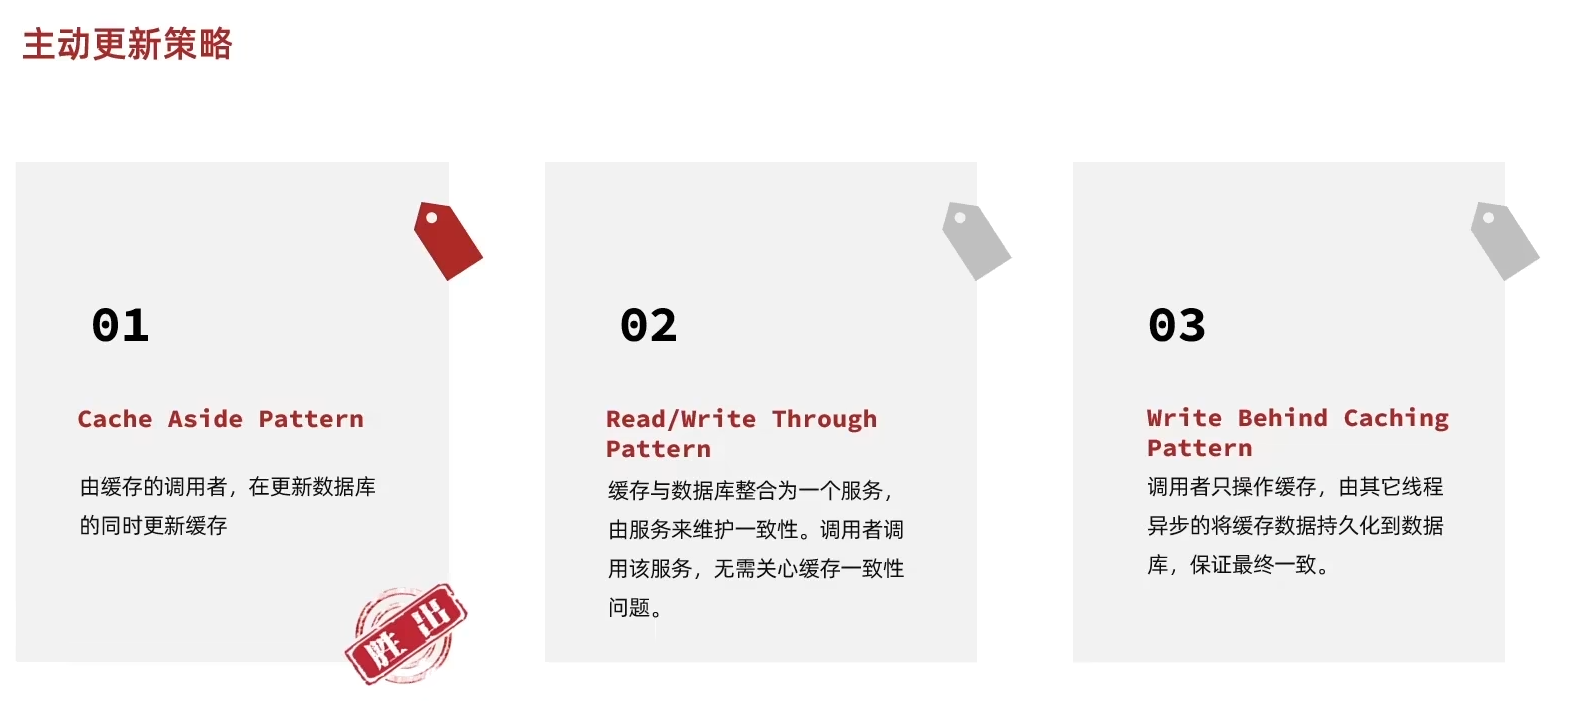 主动更新策略
01
Cache Aside Pattern
由缓存的调用者，在更新数据库
的同时更新缓存
胜出
02
Read/Write Through
Pattern
缓存与数据库整合为一个服务，
由服务来维护一致性。调用者调
用该服务，无需关心缓存一致性
问题。
03
Write Behind Caching
Pattern
调用者只操作缓存，由其它线程
异步的将缓存数据持久化到数据
库，保证最终一致。